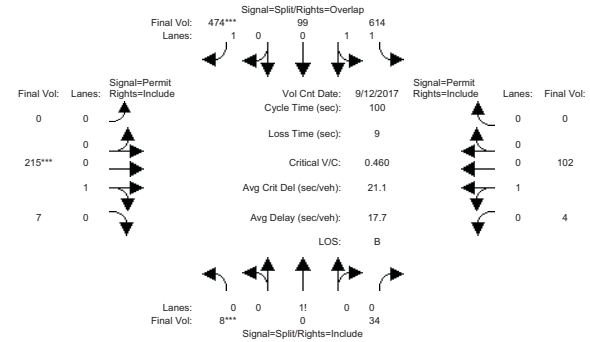 Signal=Split/Rights=Overlap
Final Vol: 474*** 99 614
Lanes: 1 0 0 1 1
Signal=Permit Signal=Permit
Final Vol: Lanes: Rights=Include Vol Cnt Date: 9/12/2017 Rights=Include Lanes: Final Vol:
Cycle Time (sec): 100
0 0 0 0
Loss Time (sec): 9
0 0
215*** 0 Critical V/C: 0.460 0 102
1 Avg Crit Del (sec/veh): 21.1 1
7 0 Avg Delay (sec/veh): 17.7 0 4
LOS: B
Lanes: 0 0 1! 0 0
Final Vol: 8*** 0 34
Signal=Split/Rights=Include